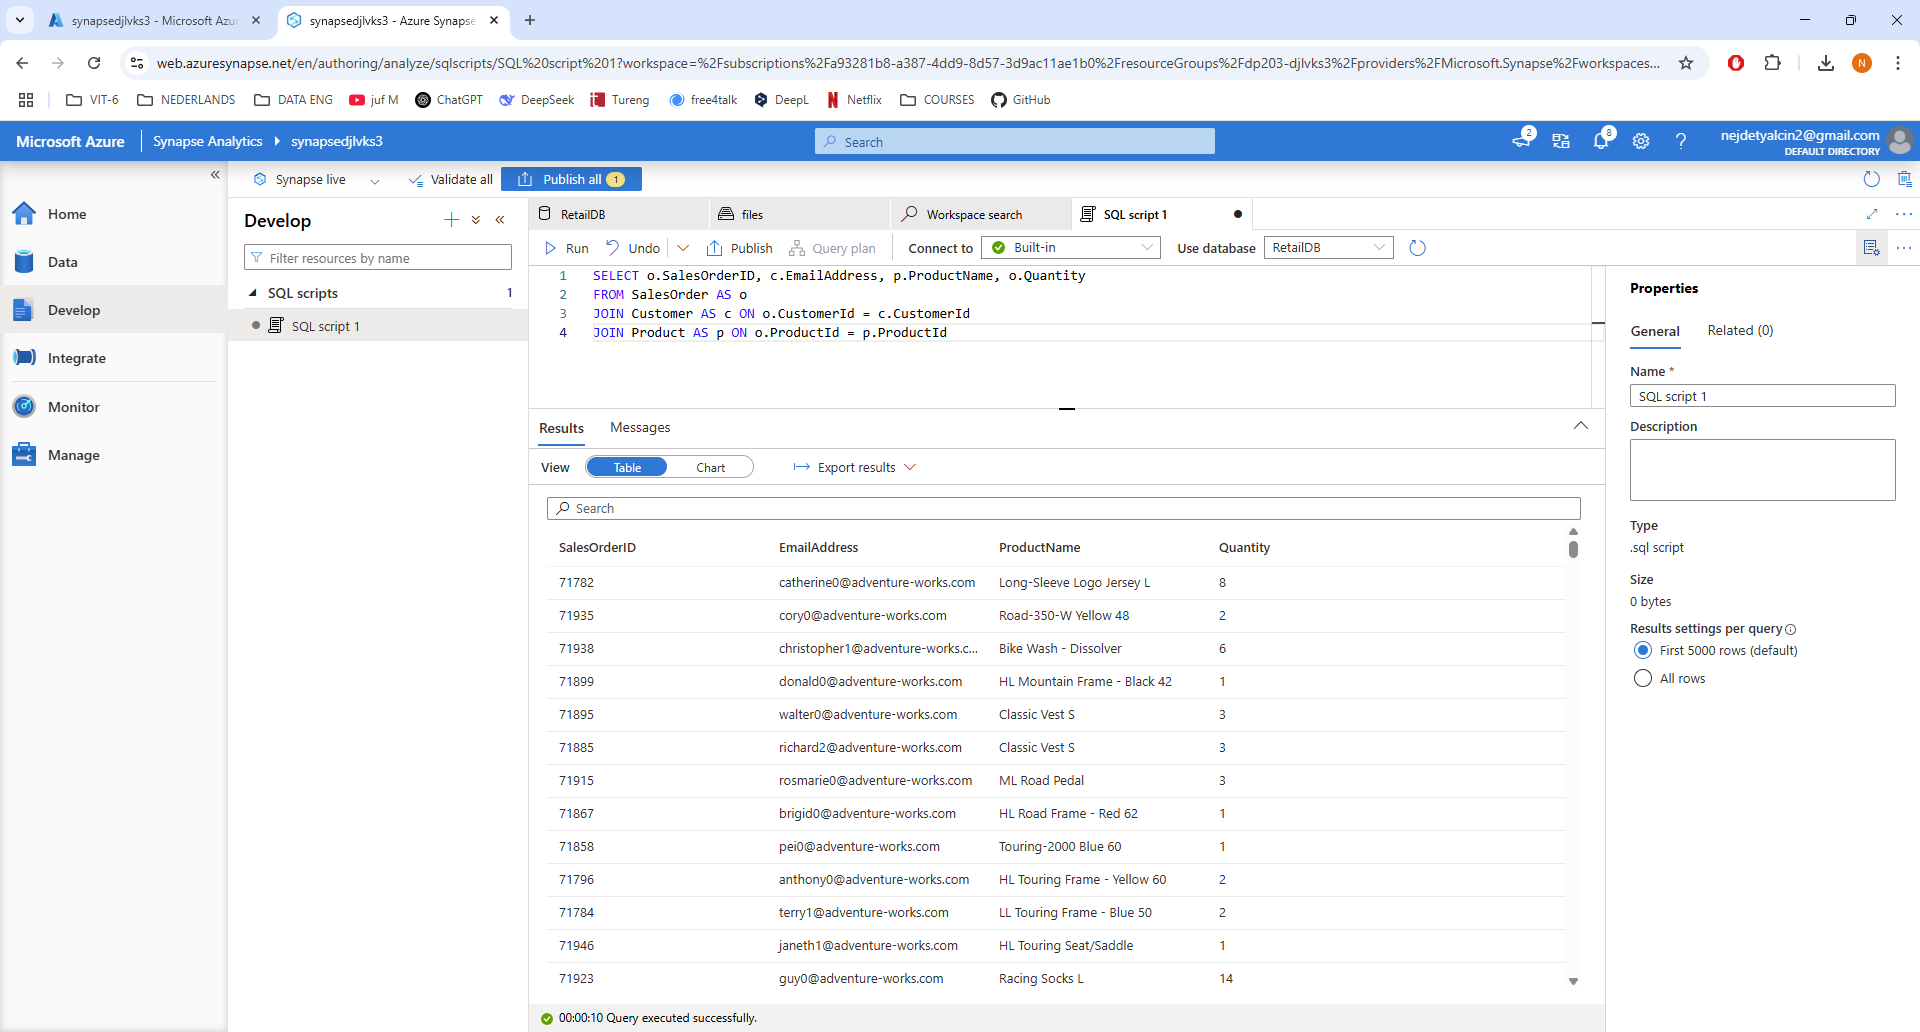 synapsedjlvks3 - Microsoft Azu
synapsedjlvks3 - Azure Synapse
web.azuresynapse.net/en/authoring/analyze/sqlscripts/SQL%20script%201?workspace=%2Fsubscriptions%2Fa93281b8-a387-4dd9-8d57-3d9ac11ae1b0%2FresourceGroups%2Fdp203-djlvks3%2Fproviders%2FMicrosoft.Synapse%2Fworkspaces...
N
VIT-6
NEDERLANDS
DATA ENG
juf M
ChatGPT
DeepSeek
Tureng
free4talk
DeepL
Netflix
COURSES
GitHub
Microsoft Azure
Synapse Analytics
synapsedjlvks3
Search
2
8
nejdetyalcin2@gmail.com
DEFAULT DIRECTORY
Synapse live
Validate all
Publish all 1
Home
Data
Develop
Integrate
Monitor
Manage
Develop
Filter resources by name
SQL scripts 1
SQL script 1
RetailDB
files
Workspace search
SQL script 1
Run
Undo
Publish
Query plan
Connect to
Built-in
Use database
RetailDB
1 SELECT o.SalesOrderID, c.EmailAddress, p.ProductName, o.Quantity
2 FROM SalesOrder AS o
3 JOIN Customer AS c ON o.CustomerId = c.CustomerId
4 JOIN Product AS p ON o.ProductId = p.ProductId
Results Messages
View Table Chart Export results
Search
SalesOrderID EmailAddress ProductName Quantity
71782 catherine0@adventure-works.com Long-Sleeve Logo Jersey L 8
71935 cory0@adventure-works.com Road-350-W Yellow 48 2
71938 christopher1@adventure-works.c... Bike Wash - Dissolver 6
71899 donald0@adventure-works.com HL Mountain Frame - Black 42 1
71895 walter0@adventure-works.com Classic Vest S 3
71885 richard2@adventure-works.com Classic Vest S 3
71915 rosmarie0@adventure-works.com ML Road Pedal 3
71867 brigid0@adventure-works.com HL Road Frame - Red 62 1
71858 pei0@adventure-works.com Touring-2000 Blue 60 1
71796 anthony0@adventure-works.com HL Touring Frame - Yellow 60 2
71784 terry1@adventure-works.com LL Touring Frame - Blue 50 2
71946 janeth1@adventure-works.com HL Touring Seat/Saddle 1
71923 guy0@adventure-works.com Racing Socks L 14
00:00:10 Query executed successfully.
Properties
General Related (0)
Name *
SQL script 1
Description
Type
.sql script
Size
0 bytes
Results settings per query
First 5000 rows (default)
All rows